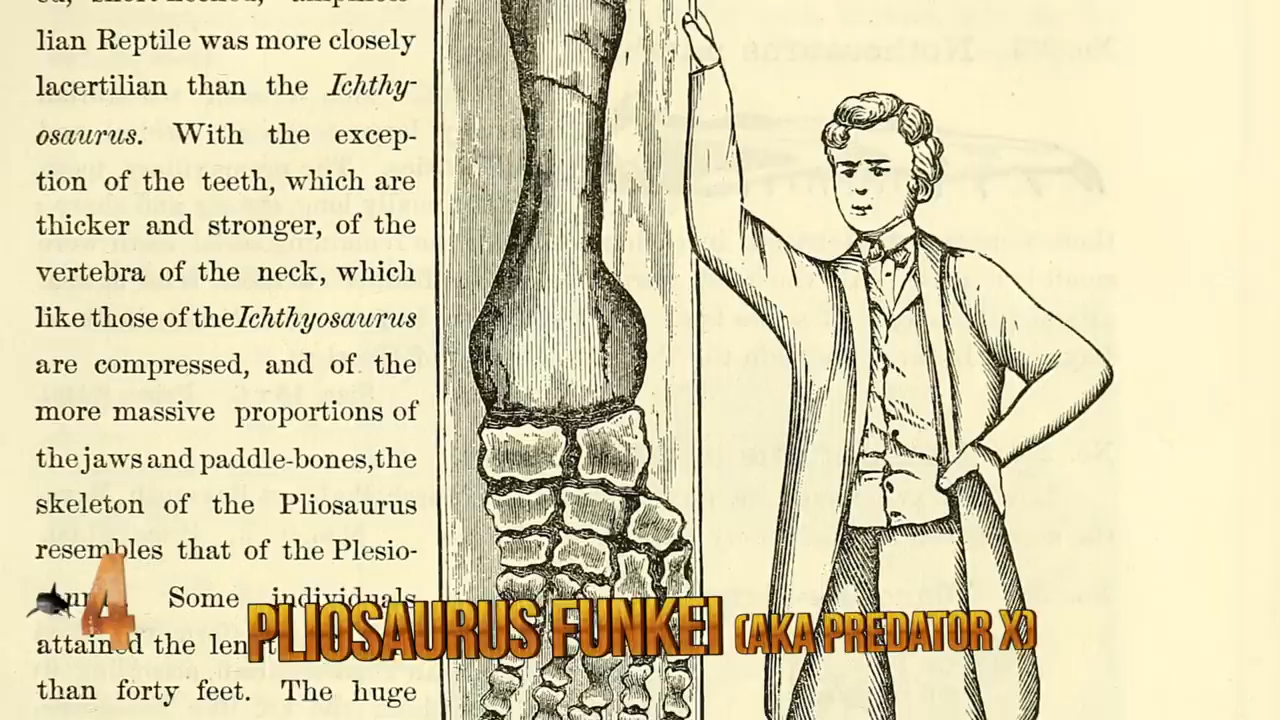 lian Reptile was more closely
lacertilian than the Ichthy-
osaurus. With the excep-
tion of the teeth, which are
thicker and stronger, of the
vertebra of the neck, which
like those of the Ichthyosaurus
are compressed, and of the
more massive proportions of
the jaws and paddle-bones, the
skeleton of the Pliosaurus
resembles that of the Plesio-
Some individuals
attained the
than forty feet. The huge
4
PLIOSAURUS FUNKEI (AKA PREDATOR X)